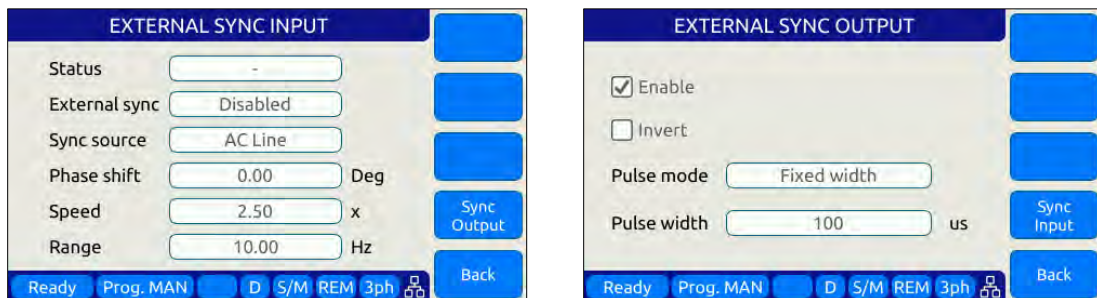 EXTERNAL SYNC INPUT
Status -
External sync Disabled
Sync source AC Line
Phase shift 0.00 Deg
Speed 2.50 x
Range 10.00 Hz
Sync
Output
Back
Ready Prog. MAN D S/M REM 3ph
EXTERNAL SYNC OUTPUT
Enable
Invert
Pulse mode Fixed width
Pulse width 100 us
Sync
Input
Back
Ready Prog. MAN D S/M REM 3ph